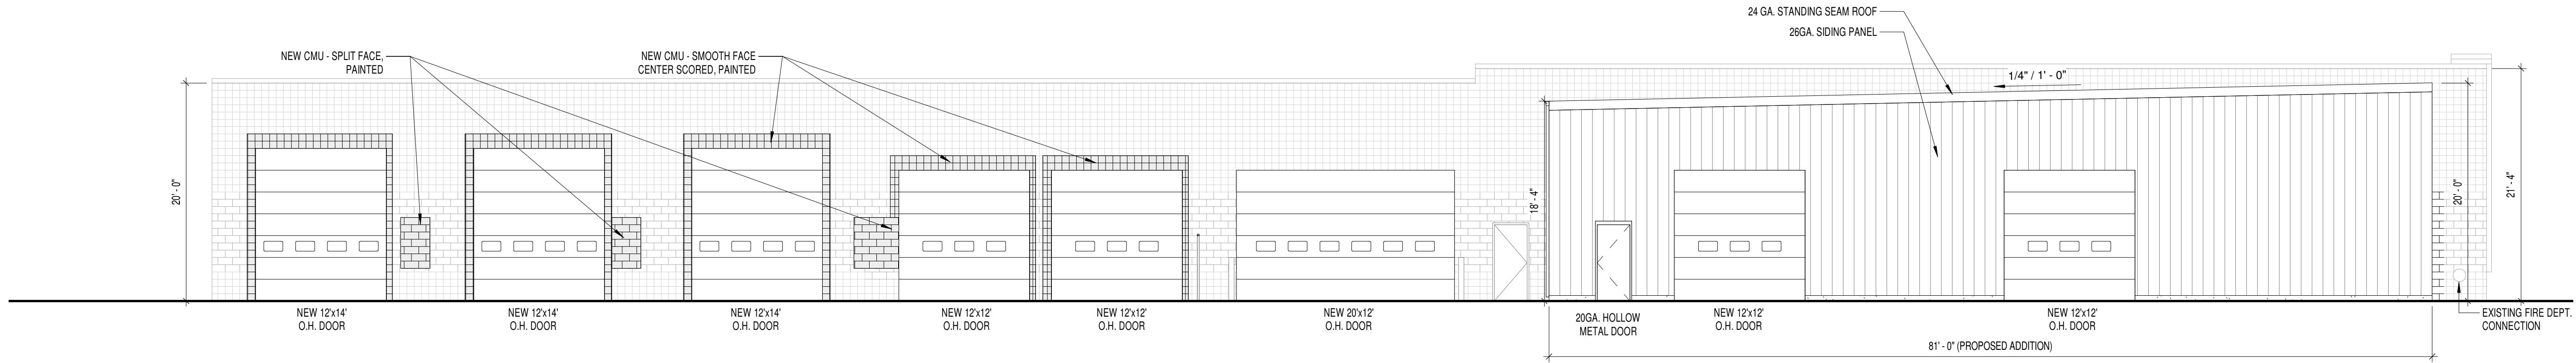 24 GA. STANDING SEAM ROOF
26GA. SIDING PANEL
NEW CMU - SPLIT FACE,
PAINTED
NEW CMU - SMOOTH FACE
CENTER SCORED, PAINTED
1/4" / 1' - 0"
20' - 0"
18' - 4"
20' - 0"
21' - 4"
NEW 12'x14'
O.H. DOOR
NEW 12'x14'
O.H. DOOR
NEW 12'x14'
O.H. DOOR
NEW 12'x12'
O.H. DOOR
NEW 12'x12'
O.H. DOOR
NEW 20'x12'
O.H. DOOR
20GA. HOLLOW
METAL DOOR
NEW 12'x12'
O.H. DOOR
NEW 12'x12'
O.H. DOOR
EXISTING FIRE DEPT.
CONNECTION
81' - 0" (PROPOSED ADDITION)